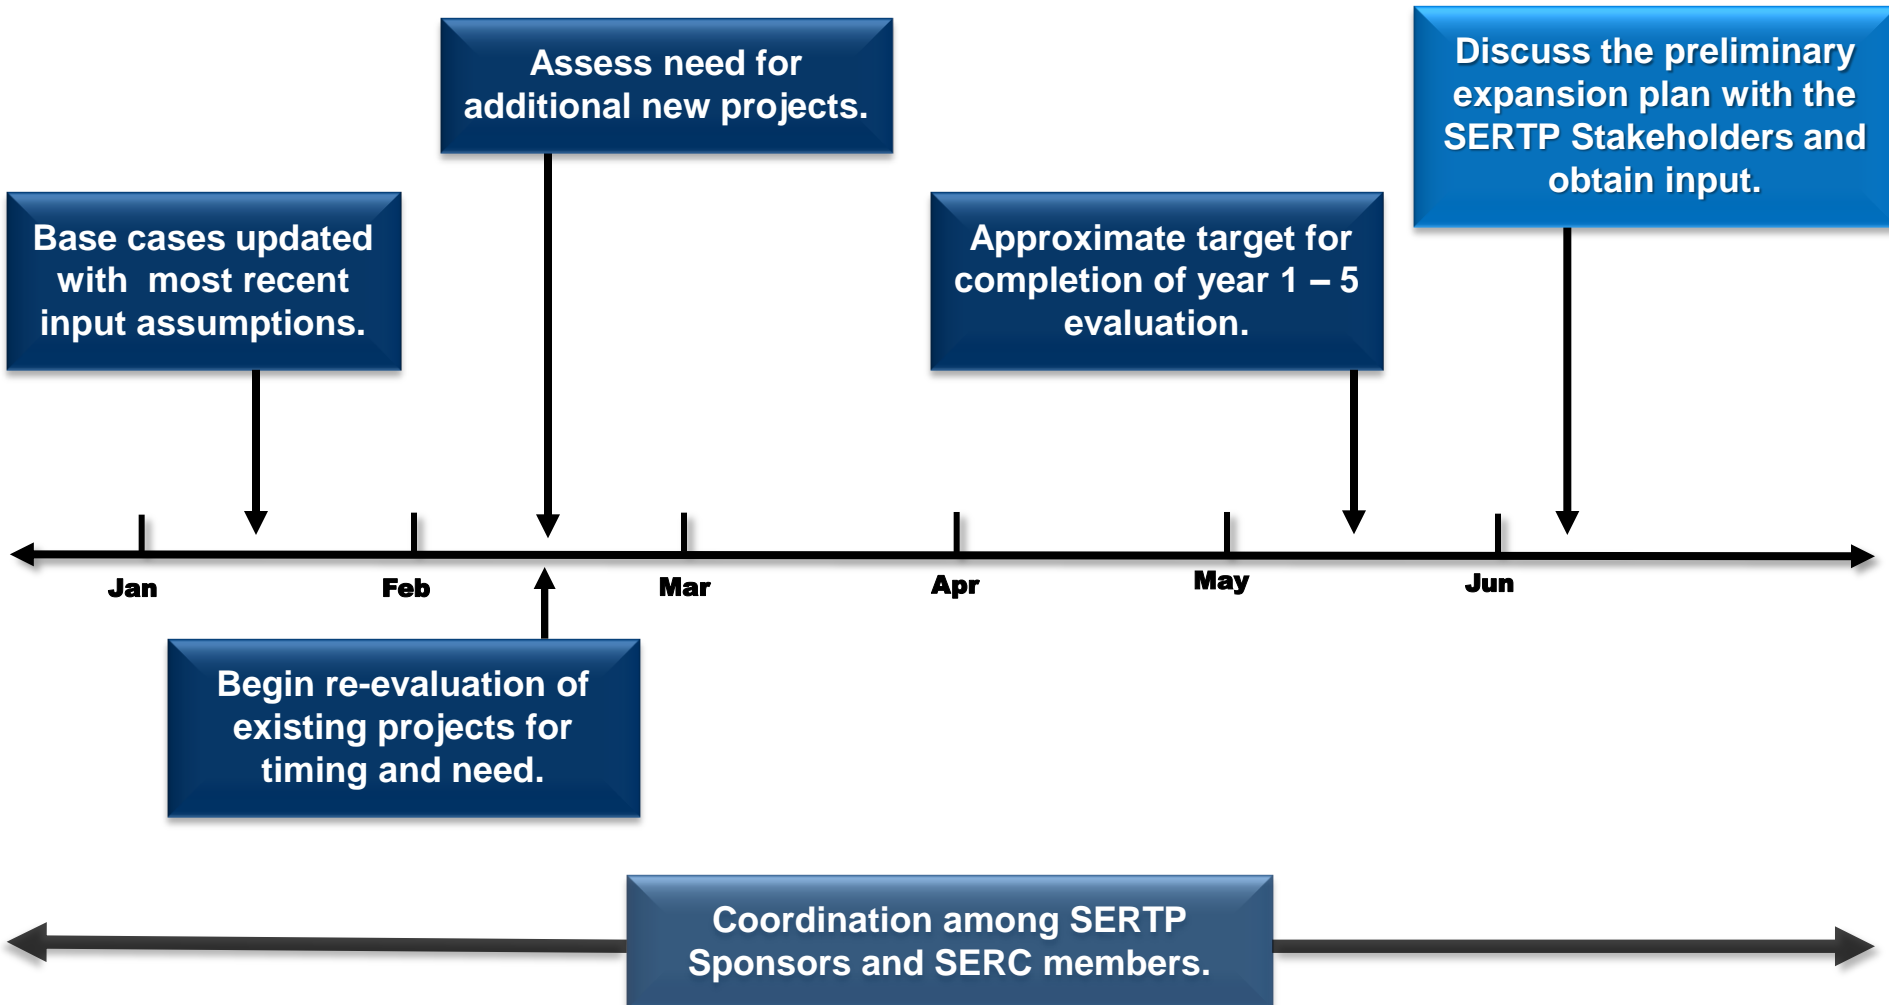 Assess need for
additional new projects.
Discuss the preliminary
expansion plan with the
SERTP Stakeholders and
obtain input.
Base cases updated
with  most recent
input assumptions.
Approximate target for
completion of year 1 – 5
evaluation.
Jan
Feb
Mar
Apr
May
Jun
Begin re-evaluation of
existing projects for
timing and need.
Coordination among SERTP
Sponsors and SERC members.